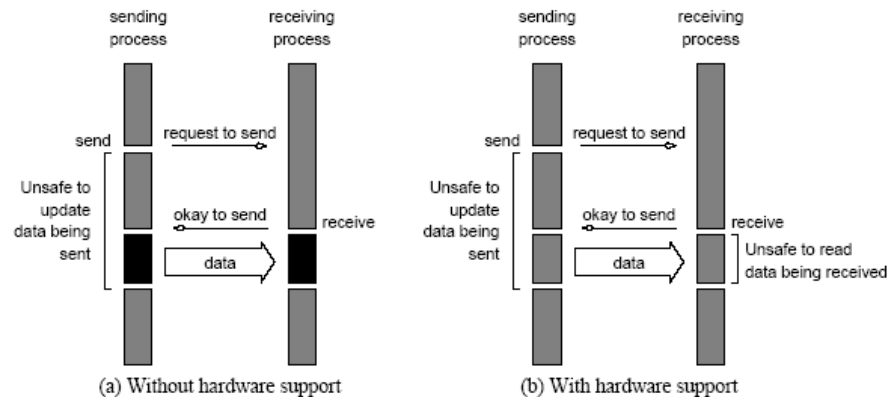 sending
process
receiving
process
send
request to send
Unsafe to
update
data being
sent
okay to send
receive
data
(a) Without hardware support
sending
process
receiving
process
send
request to send
Unsafe to
update
data being
sent
okay to send
receive
data
Unsafe to read
data being received
(b) With hardware support